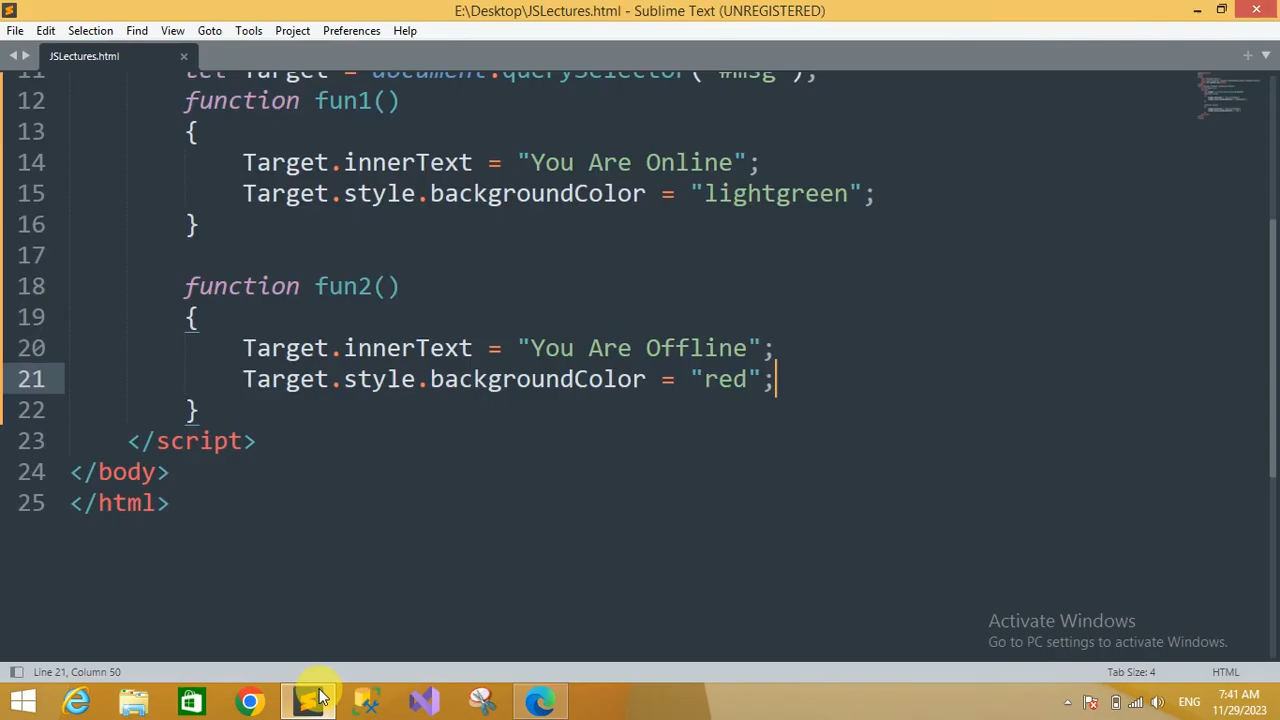 E:\Desktop\JSLectures.html - Sublime Text (UNREGISTERED)
File Edit Selection Find View Goto Tools Project Preferences Help
JSLectures.html
11 let Target = document.querySelector("#msg");
12 function fun1()
13 {
14 Target.innerText = "You Are Online";
15 Target.style.backgroundColor = "lightgreen";
16 }
17
18 function fun2()
19 {
20 Target.innerText = "You Are Offline";
21 Target.style.backgroundColor = "red";
22 }
23 </script>
24 </body>
25 </html>
Activate Windows
Go to PC settings to activate Windows.
Line 21, Column 50 Tab Size: 4 HTML
ENG 7:41 AM
11/29/2023